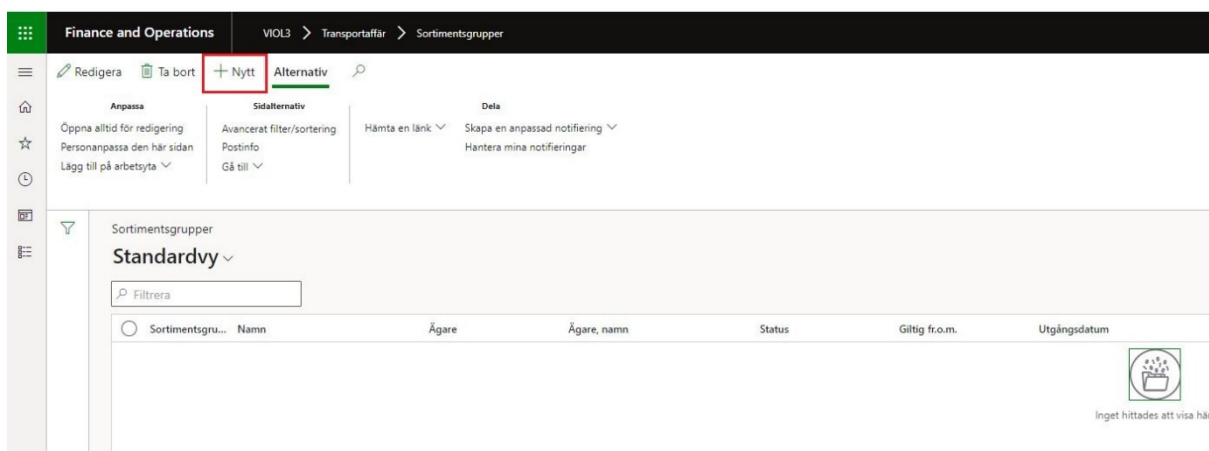 Finance and Operations VIOL3 > Transportaffär > Sortimentsgrupper
Redigera Ta bort + Nytt Alternativ
Anpassa Sidalternativ Dela
Öppna alltid för redigering Avancerat filter/sortering Hämta en länk Skapa en anpassad notifiering
Personanpassa den här sidan Postinfo Hantera mina notifieringar
Lägg till på arbetsyta Gå till
Sortimentsgrupper
Standardvy
Filtrera
Sortimentsgru... Namn Ägare Ägare, namn Status Giltig fr.o.m. Utgångsdatum
Inget hittades att visa hä